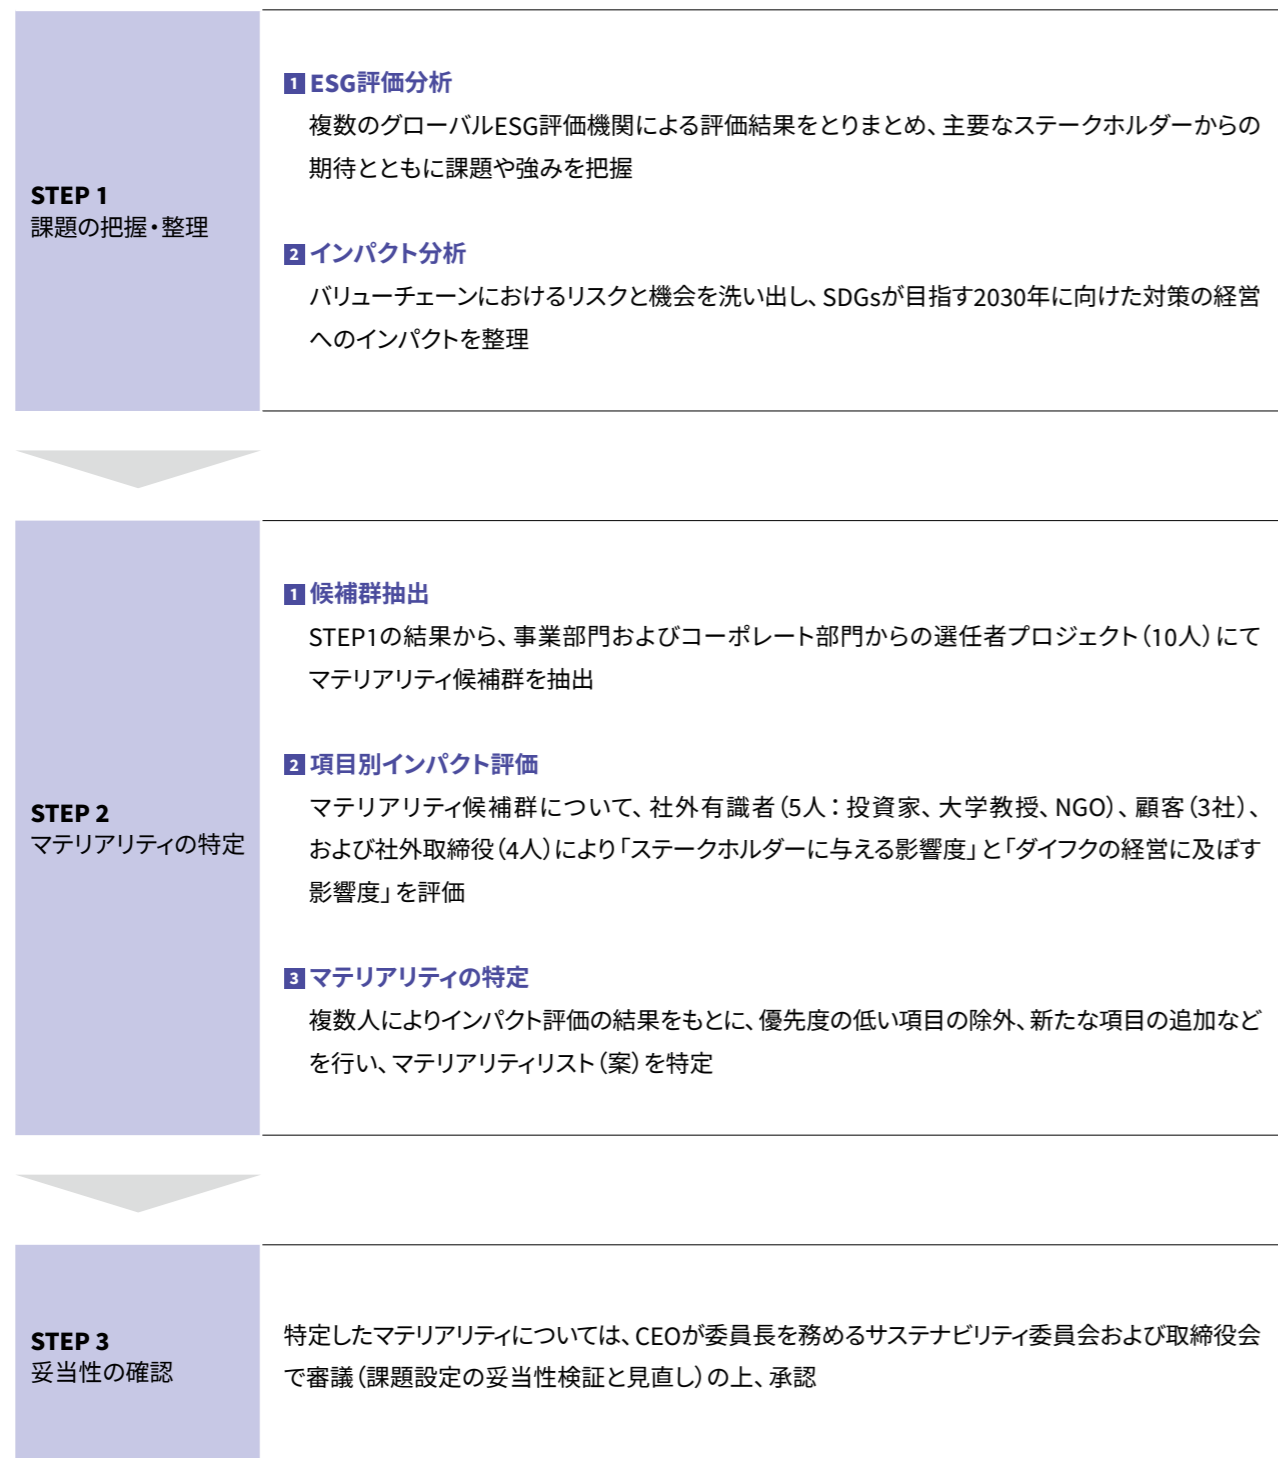 STEP 1
課題の把握・整理
1 ESG評価分析
複数のグローバルESG評価機関による評価結果をとりまとめ、主要なステークホルダーからの
期待とともに課題や強みを把握
2 インパクト分析
バリューチェーンにおけるリスクと機会を洗い出し、SDGsが目指す2030年に向けた対策の経営
へのインパクトを整理
STEP 2
マテリアリティの特定
1 候補群抽出
STEP1の結果から、事業部門およびコーポレート部門からの選任者プロジェクト（10人）にて
マテリアリティ候補群を抽出
2 項目別インパクト評価
マテリアリティ候補群について、社外有識者（5人：投資家、大学教授、NGO）、顧客（3社）、
および社外取締役（4人）により「ステークホルダーに与える影響度」と「ダイフクの経営に及ぼす
影響度」を評価
3 マテリアリティの特定
複数人によりインパクト評価の結果をもとに、優先度の低い項目の除外、新たな項目の追加など
を行い、マテリアリティリスト（案）を特定
STEP 3
妥当性の確認
特定したマテリアリティについては、CEOが委員長を務めるサステナビリティ委員会および取締役会
で審議（課題設定の妥当性検証と見直し）の上、承認